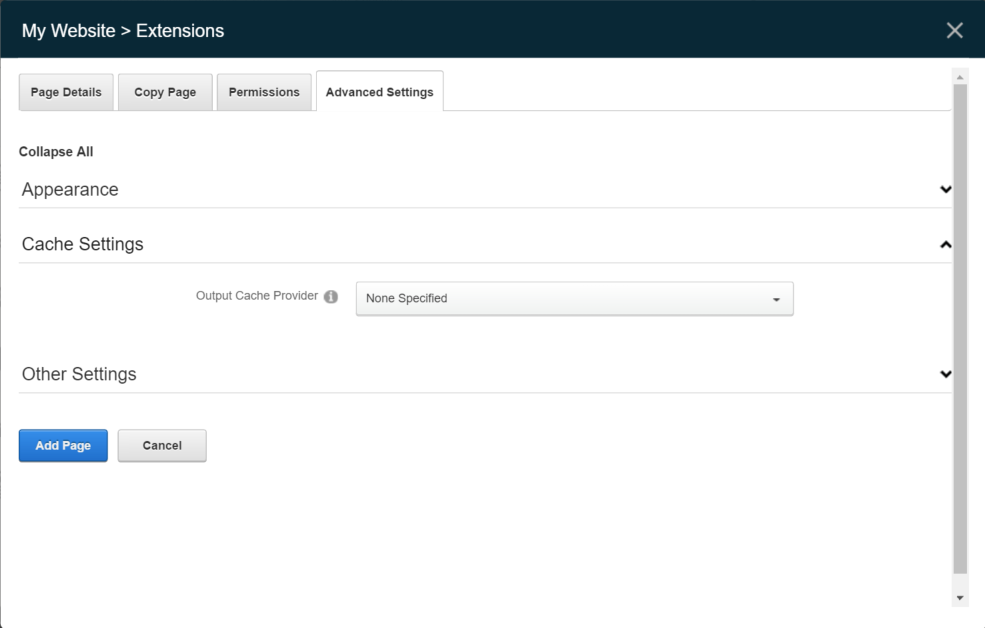 My Website > Extensions
Page Details
Copy Page
Permissions
Advanced Settings
Collapse All
Appearance
Cache Settings
Output Cache Provider
None Specified
Other Settings
Add Page
Cancel